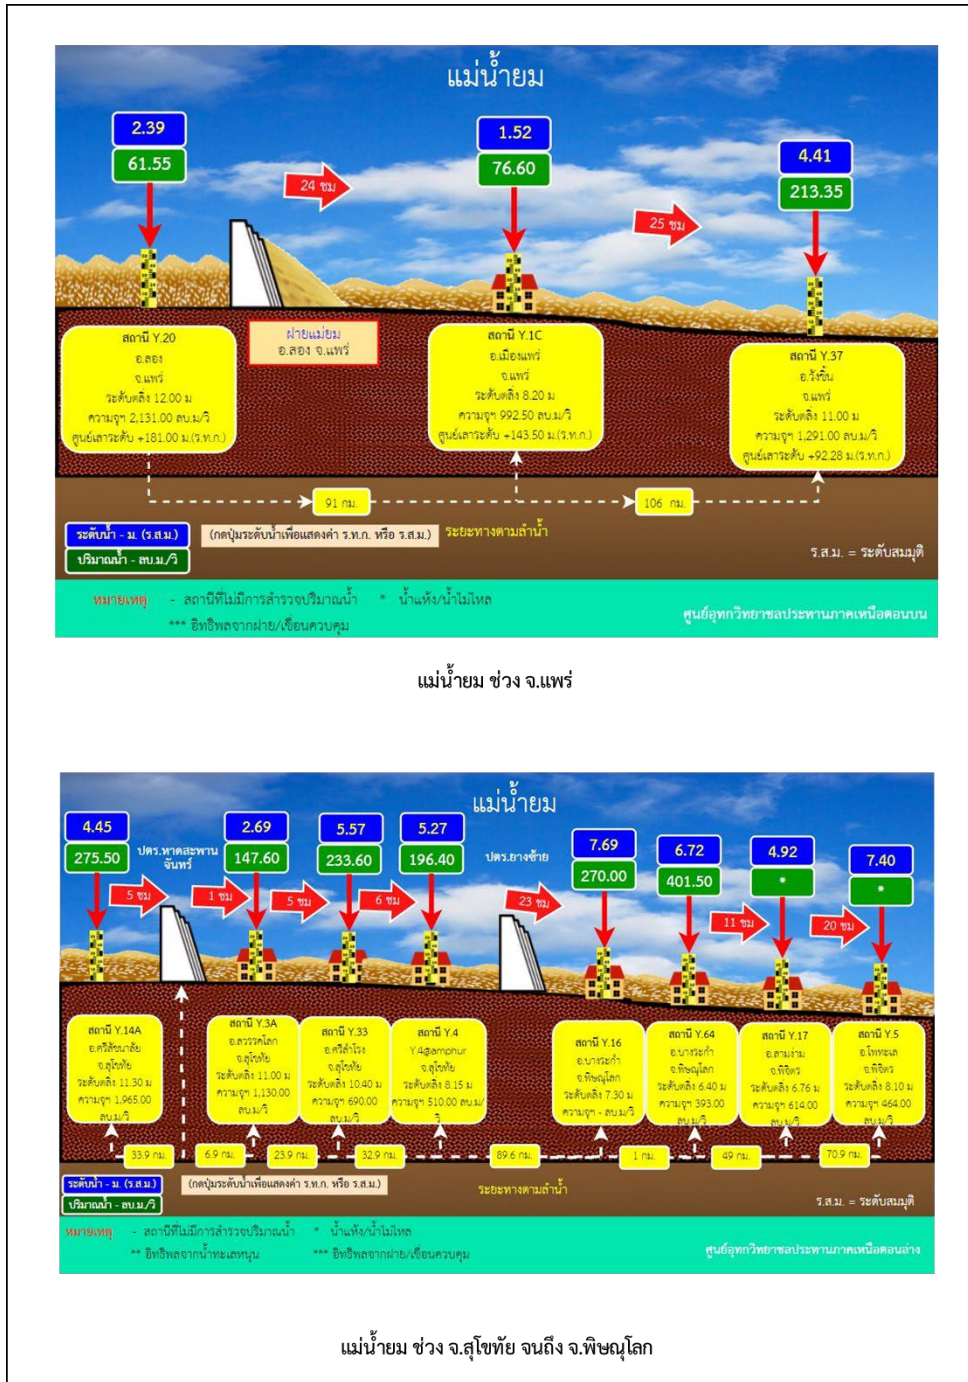 แม่น้ำยม
2.39
61.55
24 ชม
1.52
76.60
25 ชม
4.41
213.35
สถานี Y.20
อ.สอง
จ.แพร่
ระดับตลิ่ง 12.00 ม
ความจุฯ 2,131.00 ลบ.ม/วิ
ศูนย์เสาระดับ +181.00 ม.(ร.ท.ก.)
ฝายแม่ยม
อ.สอง จ.แพร่
สถานี Y.1C
อ.เมืองแพร่
จ.แพร่
ระดับตลิ่ง 8.20 ม
ความจุฯ 992.50 ลบ.ม/วิ
ศูนย์เสาระดับ +143.50 ม.(ร.ท.ก.)
สถานี Y.37
อ.วังชิ้น
จ.แพร่
ระดับตลิ่ง 11.00 ม
ความจุฯ 1,291.00 ลบ.ม/วิ
ศูนย์เสาระดับ +92.28 ม.(ร.ท.ก.)
91 กม.
106 กม.
ระดับน้ำ - ม. (ร.ส.ม.)
(กดปุ่มระดับน้ำเพื่อแสดงค่า ร.ท.ก. หรือ ร.ส.ม.)
ระยะทางตามลำน้ำ
ปริมาณน้ำ - ลบ.ม./วิ
ร.ส.ม. = ระดับสมมุติ
หมายเหตุ - สถานีที่ไม่มีการสำรวจปริมาณน้ำ * น้ำแห้ง/น้ำไม่ไหล
*** อิทธิพลจากฝาย/เขื่อนควบคุม
ศูนย์อุทกวิทยาชลประทานภาคเหนือตอนบน
แม่น้ำยม ช่วง จ.แพร่
แม่น้ำยม
4.45
275.50
5 ชม
ปตร.หาดสะพาน
จันทร์
1 ชม
2.69
147.60
5 ชม
5.57
233.60
6 ชม
5.27
196.40
ปตร.ยางซ้าย
23 ชม
7.69
270.00
6.72
401.50
11 ชม
4.92
*
20 ชม
7.40
*
สถานี Y.14A
อ.ศรีสัชนาลัย
จ.สุโขทัย
ระดับตลิ่ง 11.30 ม
ความจุฯ 1,965.00
ลบ.ม/วิ
สถานี Y.3A
อ.สวรรคโลก
จ.สุโขทัย
ระดับตลิ่ง 11.00 ม
ความจุฯ 1,130.00
ลบ.ม/วิ
สถานี Y.33
อ.ศรีสำโรง
จ.สุโขทัย
ระดับตลิ่ง 10.40 ม
ความจุฯ 690.00
ลบ.ม/วิ
สถานี Y.4
Y.4@amphur
จ.สุโขทัย
ระดับตลิ่ง 8.15 ม
ความจุฯ 510.00 ลบ.ม/
วิ
สถานี Y.16
อ.บางระกำ
จ.พิษณุโลก
ระดับตลิ่ง 7.30 ม
ความจุฯ - ลบ.ม/วิ
สถานี Y.64
อ.บางระกำ
จ.พิษณุโลก
ระดับตลิ่ง 6.40 ม
ความจุฯ 393.00
ลบ.ม/วิ
สถานี Y.17
อ.สามง่าม
จ.พิจิตร
ระดับตลิ่ง 6.76 ม
ความจุฯ 614.00
ลบ.ม/วิ
สถานี Y.5
อ.โพทะเล
จ.พิจิตร
ระดับตลิ่ง 8.10 ม
ความจุฯ 464.00
ลบ.ม/วิ
33.9 กม.
6.9 กม.
23.9 กม.
32.9 กม.
89.6 กม.
1 กม.
49 กม.
70.9 กม.
ระดับน้ำ - ม. (ร.ส.ม.)
(กดปุ่มระดับน้ำเพื่อแสดงค่า ร.ท.ก. หรือ ร.ส.ม.)
ระยะทางตามลำน้ำ
ปริมาณน้ำ - ลบ.ม/วิ
ร.ส.ม. = ระดับสมมุติ
หมายเหตุ - สถานีที่ไม่มีการสำรวจปริมาณน้ำ * น้ำแห้ง/น้ำไม่ไหล
** อิทธิพลจากน้ำทะเลหนุน *** อิทธิพลจากฝาย/เขื่อนควบคุม
ศูนย์อุทกวิทยาชลประทานภาคเหนือตอนล่าง
แม่น้ำยม ช่วง จ.สุโขทัย จนถึง จ.พิษณุโลก